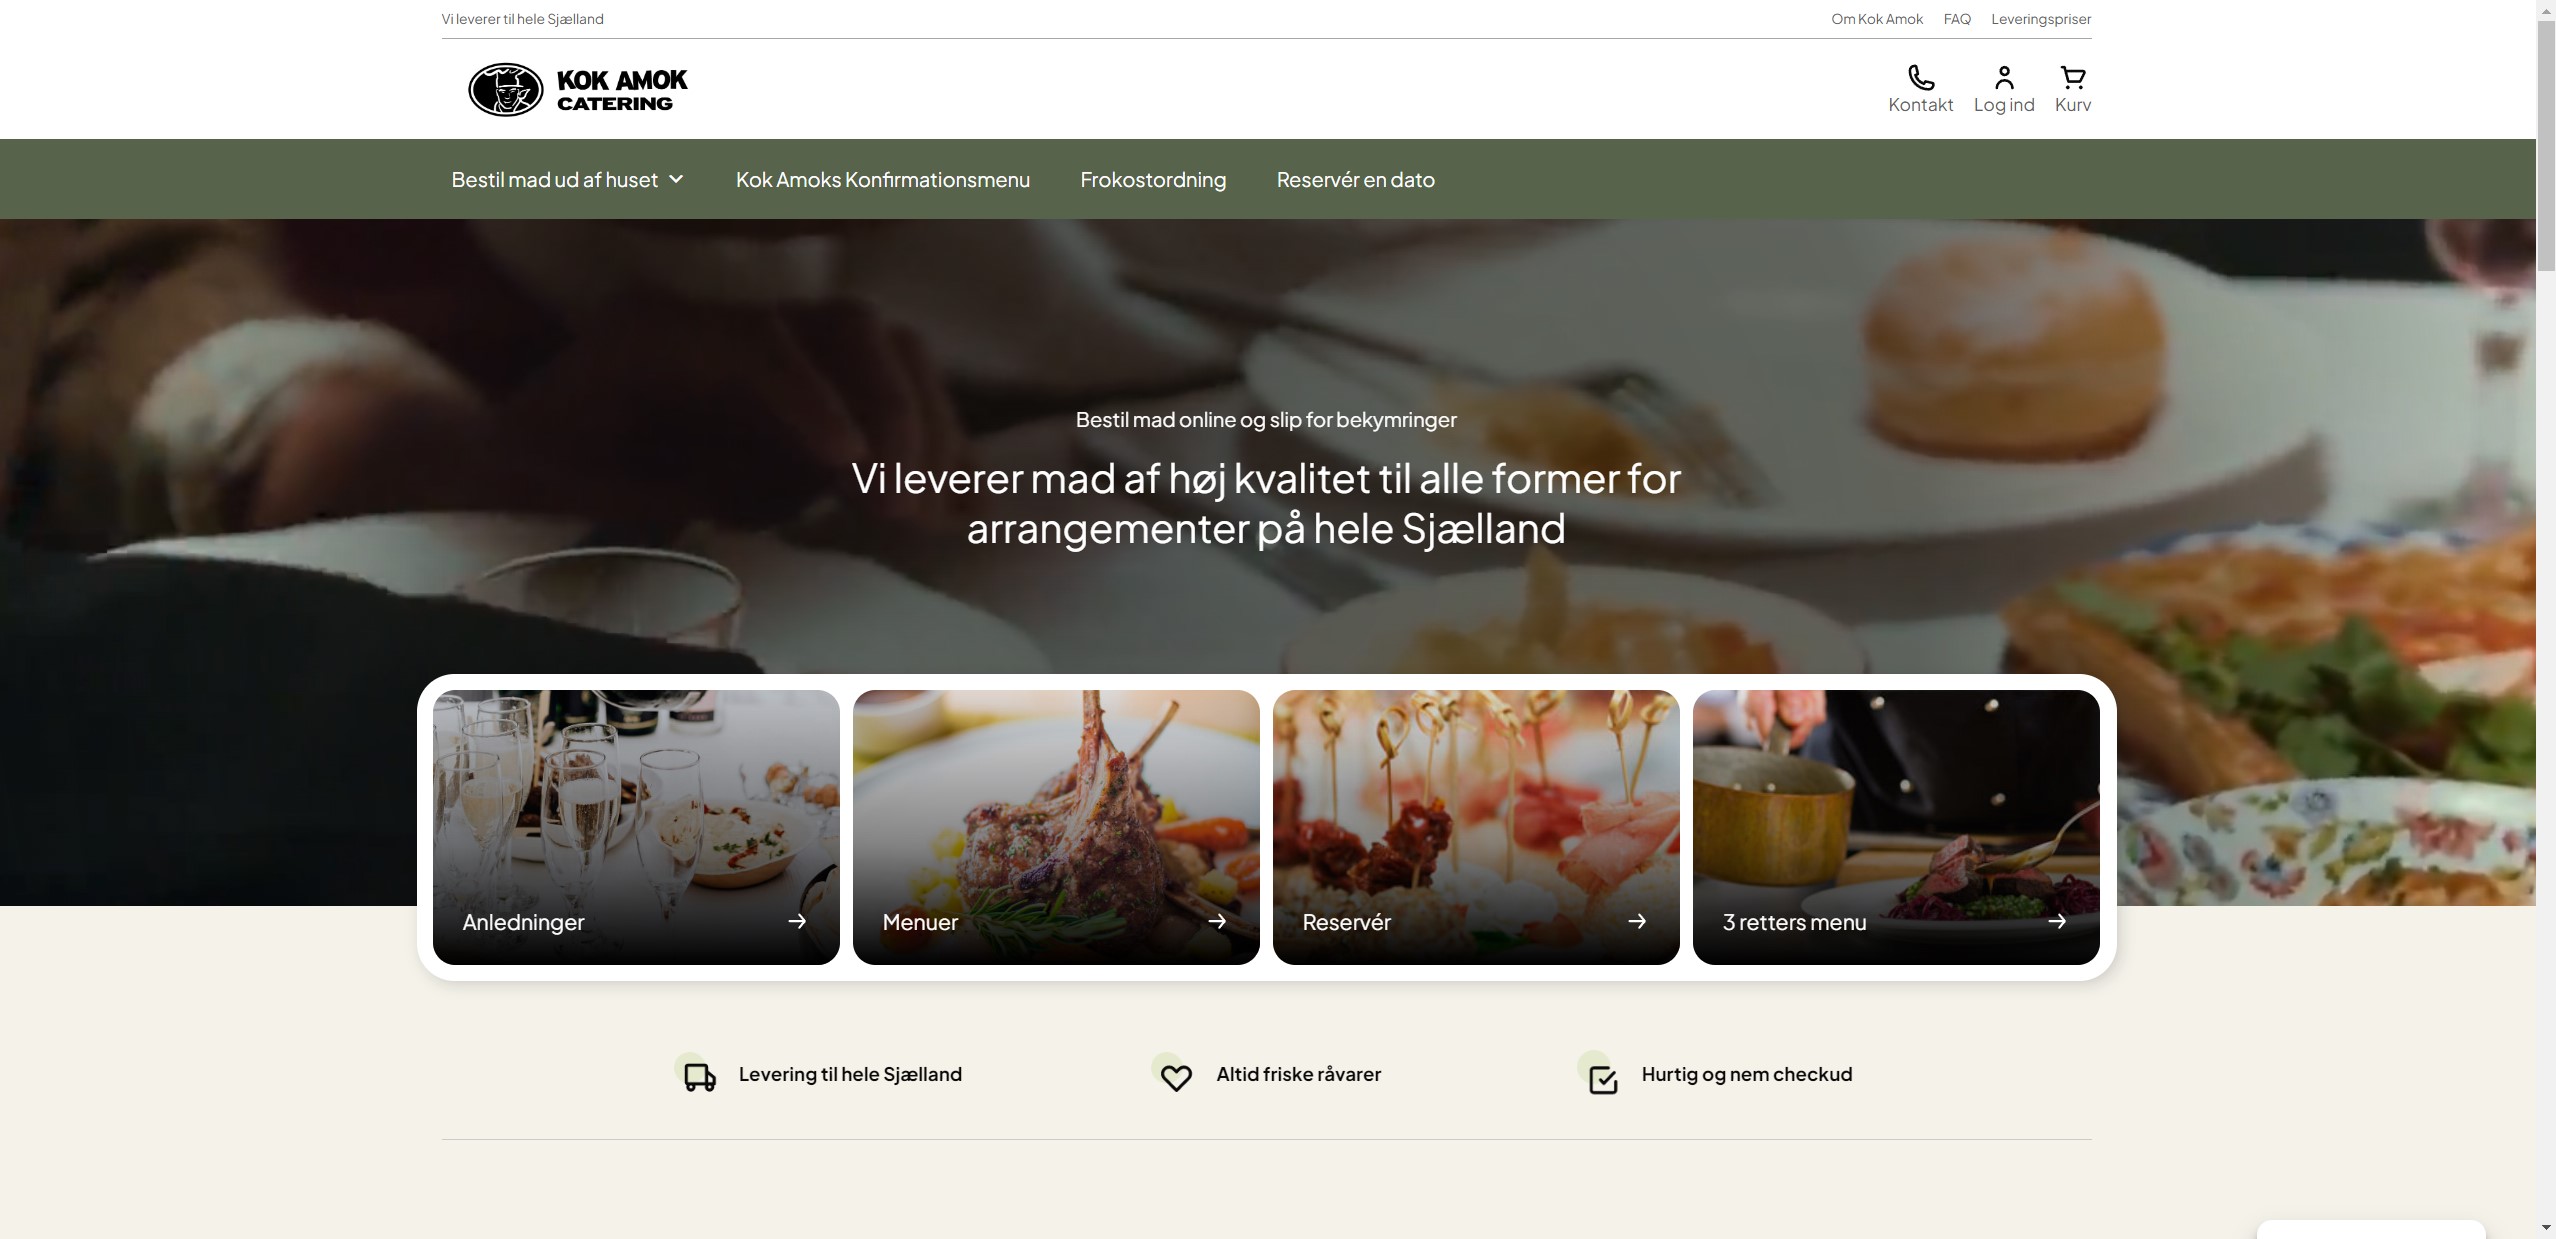 Vi leverer til hele Sjælland
Om Kok Amok FAQ Leveringspriser
KOK AMOK
CATERING
Kontakt Log ind Kurv
Bestil mad ud af huset Kok Amoks Konfirmationsmenu Frokostordning Reservér en dato
Bestil mad online og slip for bekymringer
Vi leverer mad af høj kvalitet til alle former for
arrangementer på hele Sjælland
Anledninger Menuer Reservér 3 retters menu
Levering til hele Sjælland Altid friske råvarer Hurtig og nem checkud